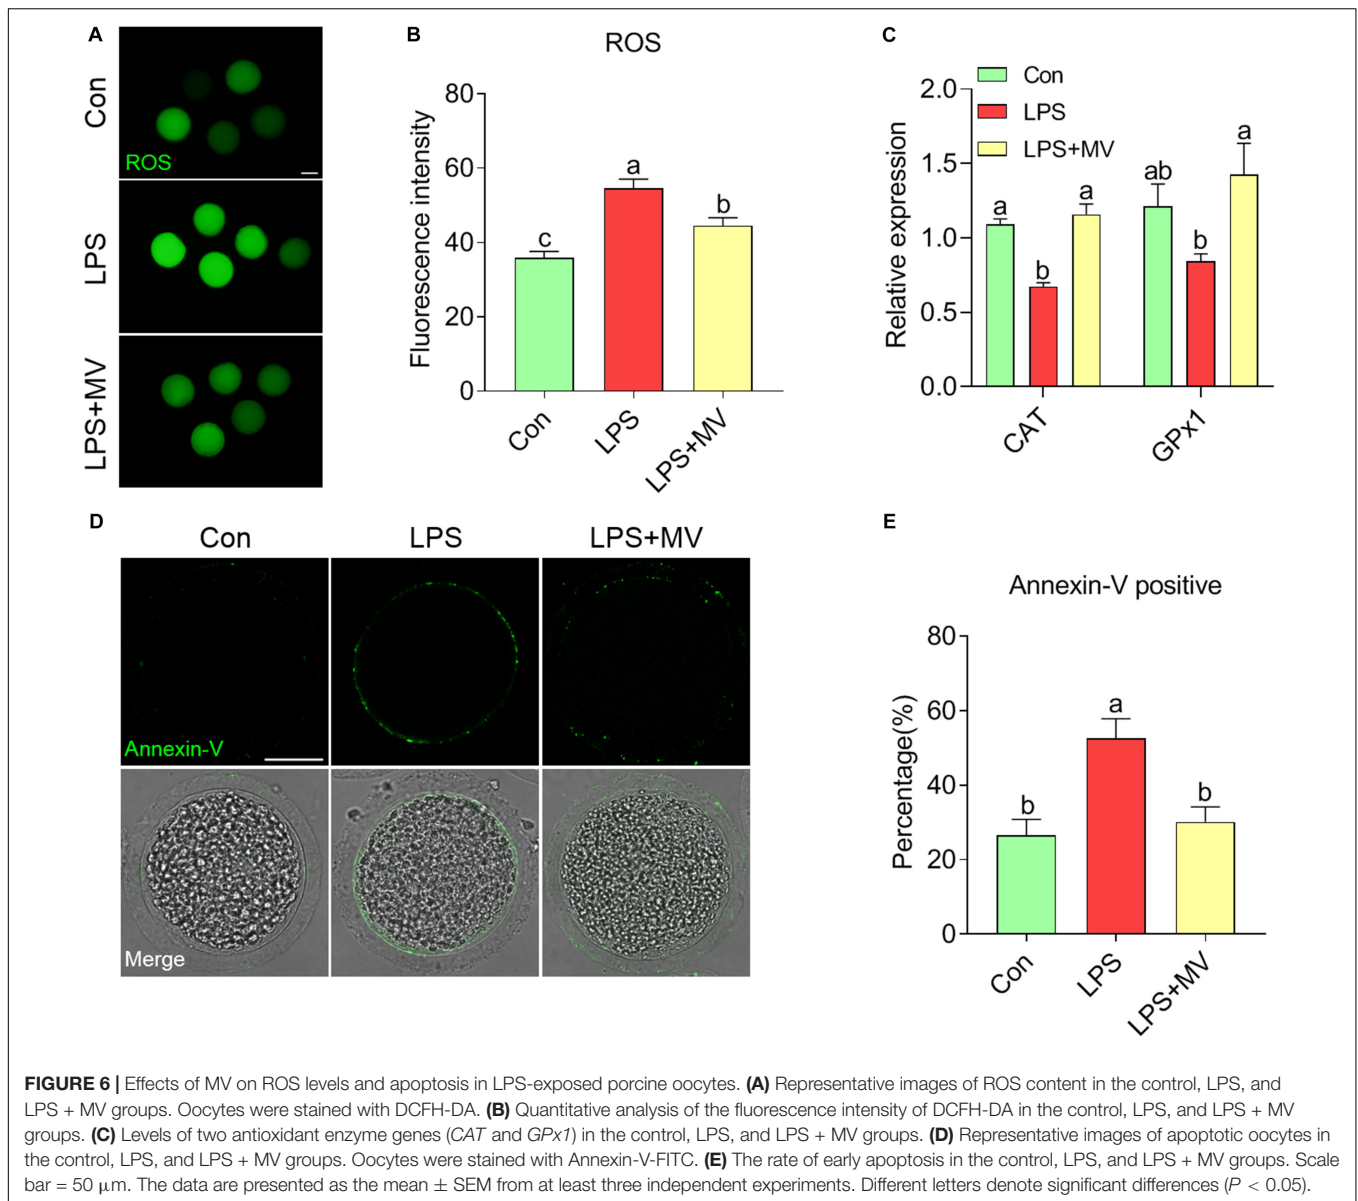 A
Con
ROS
LPS
LPS+MV
B
ROS
Fluorescence intensity
80
60
40
20
0
c
a
b
Con
LPS
LPS+MV
C
Con
LPS
LPS+MV
Relative expression
2.0
1.5
1.0
0.5
0.0
a
b
a
ab
b
a
CAT
GPx1
D
Con
LPS
LPS+MV
Annexin-V
Merge
E
Annexin-V positive
Percentage(%)
80
60
40
20
0
b
a
b
Con
LPS
LPS+MV
FIGURE 6 | Effects of MV on ROS levels and apoptosis in LPS-exposed porcine oocytes. (A) Representative images of ROS content in the control, LPS, and
LPS + MV groups. Oocytes were stained with DCFH-DA. (B) Quantitative analysis of the fluorescence intensity of DCFH-DA in the control, LPS, and LPS + MV
groups. (C) Levels of two antioxidant enzyme genes (CAT and GPx1) in the control, LPS, and LPS + MV groups. (D) Representative images of apoptotic oocytes in
the control, LPS, and LPS + MV groups. Oocytes were stained with Annexin-V-FITC. (E) The rate of early apoptosis in the control, LPS, and LPS + MV groups. Scale
bar = 50 μm. The data are presented as the mean ± SEM from at least three independent experiments. Different letters denote significant differences (P < 0.05).